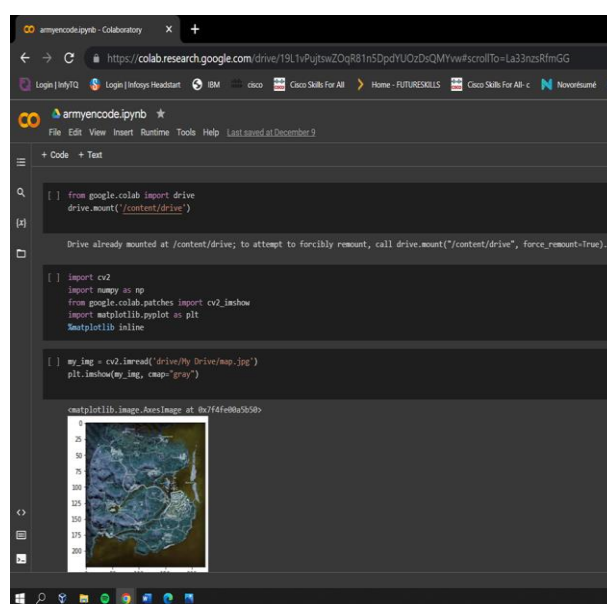 armyencode.ipynb - Colaboratory
https://colab.research.google.com/drive/19L1vPujtswZOqR81n5DpdYUOzDsQMYvw#scrollTo=La33nzsRfmGG
Login | InfyTQ Login | Infosys Headstart IBM cisco Cisco Skills For All Home - FUTURESKILLS Cisco Skills For All- c Novorésumé
armyencode.ipynb
File Edit View Insert Runtime Tools Help Last saved at December 9
+ Code + Text
[ ] from google.colab import drive
drive.mount('/content/drive')
Drive already mounted at /content/drive; to attempt to forcibly remount, call drive.mount("/content/drive", force_remount=True).
[ ] import cv2
import numpy as np
from google.colab.patches import cv2_imshow
import matplotlib.pyplot as plt
%matplotlib inline
[ ] my_img = cv2.imread('drive/My Drive/map.jpg')
plt.imshow(my_img, cmap="gray")
<matplotlib.image.AxesImage at 0x7f4fe00a5b50>
0
25
50
75
100
125
150
175
200